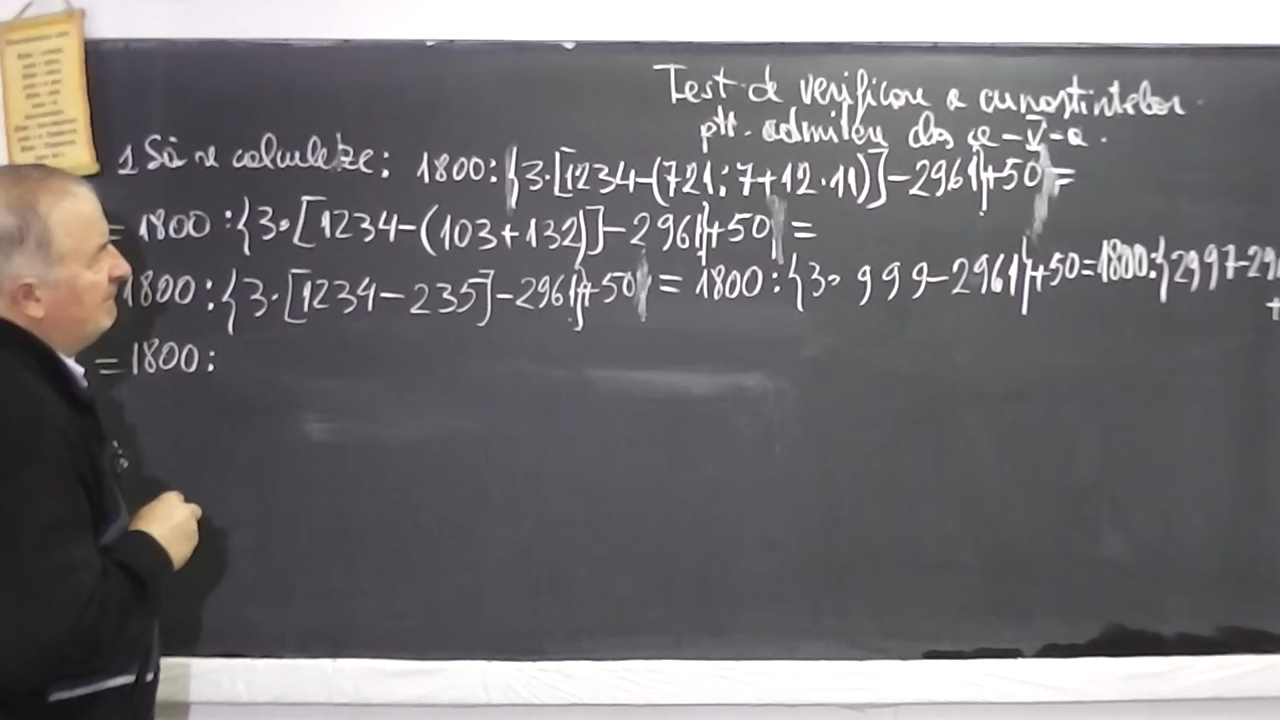 Test de verificare a cunostintelor
ptr. admitere clasa a-V-a.
1 Să se calculeze: 1800:{3·[1234-(721:7+12·11)]-2961}+50=
=1800:{3·[1234-(103+132)]-2961}+50=
1800:{3·[1234-235]-2961}+50=1800:{3·999-2961}+50=1800:{2997-29
+
=1800: